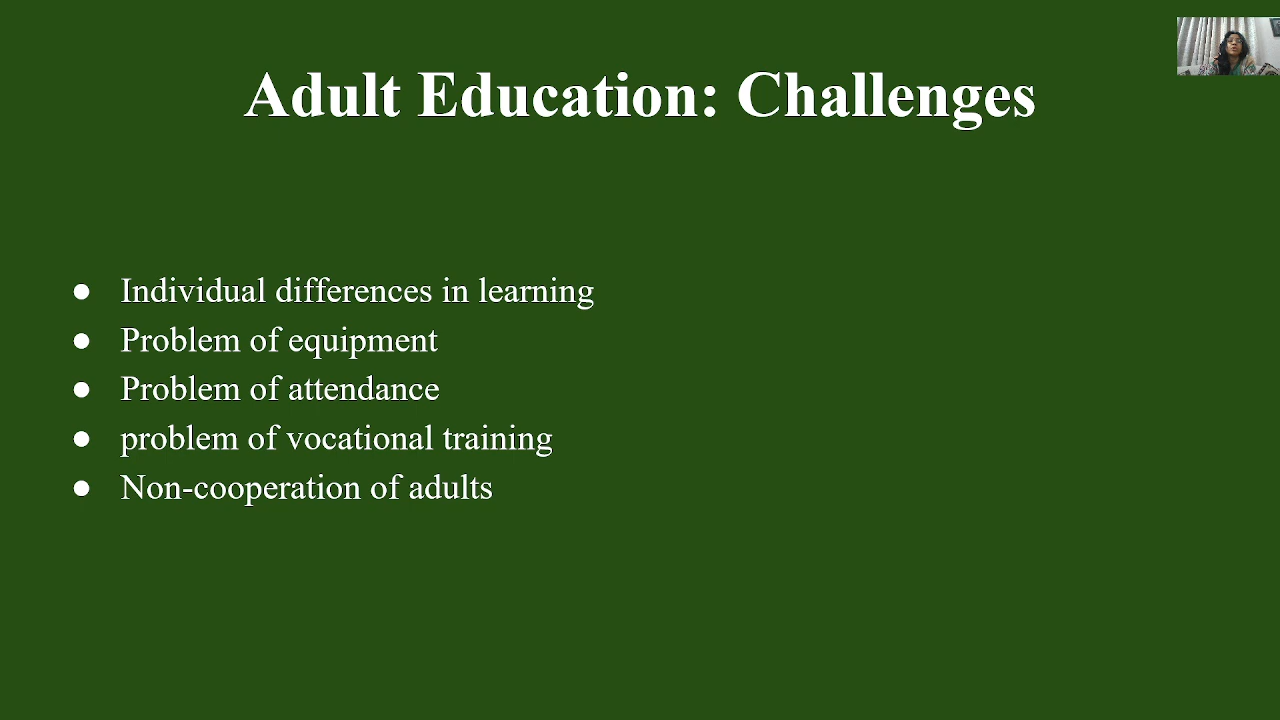 Adult Education: Challenges
● Individual differences in learning
● Problem of equipment
● Problem of attendance
● problem of vocational training
● Non-cooperation of adults